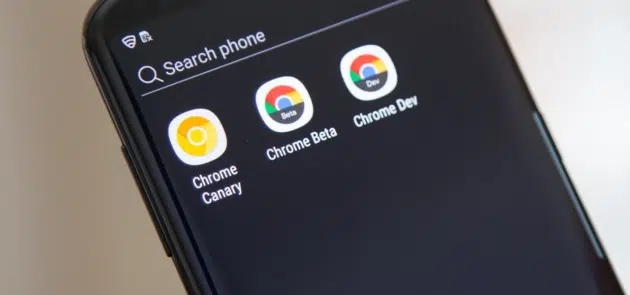 Search phone
Chrome
Canary
Beta
Chrome Beta
Dev
Chrome Dev